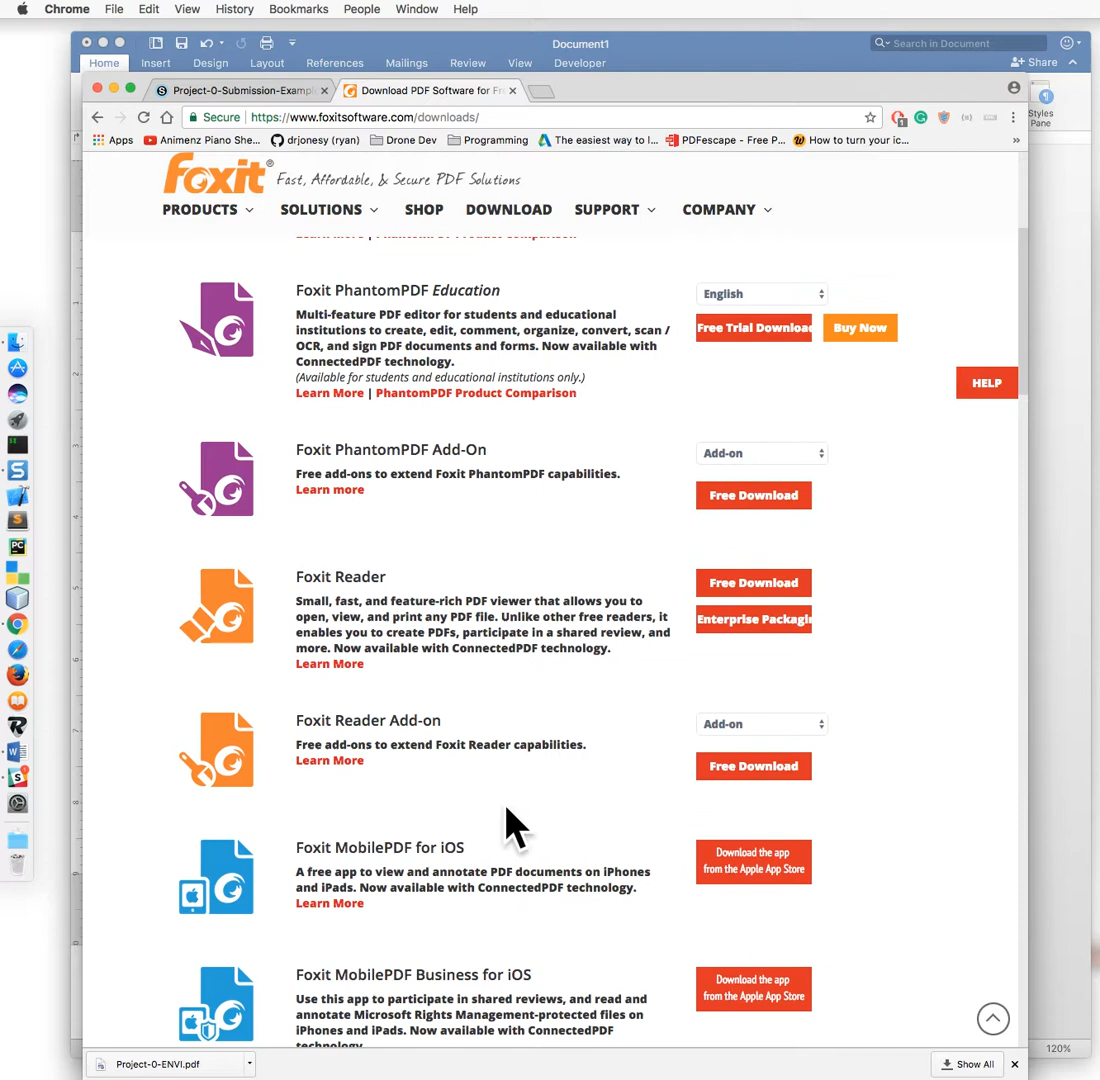 Chrome File Edit View History Bookmarks People Window Help
Document1
Search in Document
Home Insert Design Layout References Mailings Review View Developer
Share
Project-0-Submission-Example
Download PDF Software for Fr
Styles
Pane
Secure https://www.foxitsoftware.com/downloads/
Apps Animenz Piano She... drjonesy (ryan) Drone Dev Programming The easiest way to l... PDFescape - Free P... How to turn your ic... »
foxit® Fast, Affordable, & Secure PDF Solutions
PRODUCTS SOLUTIONS SHOP DOWNLOAD SUPPORT COMPANY
Foxit PhantomPDF Education
Multi-feature PDF editor for students and educational
institutions to create, edit, comment, organize, convert, scan /
OCR, and sign PDF documents and forms. Now available with
ConnectedPDF technology.
(Available for students and educational institutions only.)
Learn More | PhantomPDF Product Comparison
English
Free Trial Download
Buy Now
HELP
Foxit PhantomPDF Add-On
Free add-ons to extend Foxit PhantomPDF capabilities.
Learn more
Add-on
Free Download
Foxit Reader
Small, fast, and feature-rich PDF viewer that allows you to
open, view, and print any PDF file. Unlike other free readers, it
enables you to create PDFs, participate in a shared review, and
more. Now available with ConnectedPDF technology.
Learn More
Free Download
Enterprise Packagin
Foxit Reader Add-on
Free add-ons to extend Foxit Reader capabilities.
Learn More
Add-on
Free Download
Foxit MobilePDF for iOS
A free app to view and annotate PDF documents on iPhones
and iPads. Now available with ConnectedPDF technology.
Learn More
Download the app
from the Apple App Store
Foxit MobilePDF Business for iOS
Use this app to participate in shared reviews, and read and
annotate Microsoft Rights Management-protected files on
iPhones and iPads. Now available with ConnectedPDF
technology.
Download the app
from the Apple App Store
Project-0-ENVI.pdf
Show All
120%